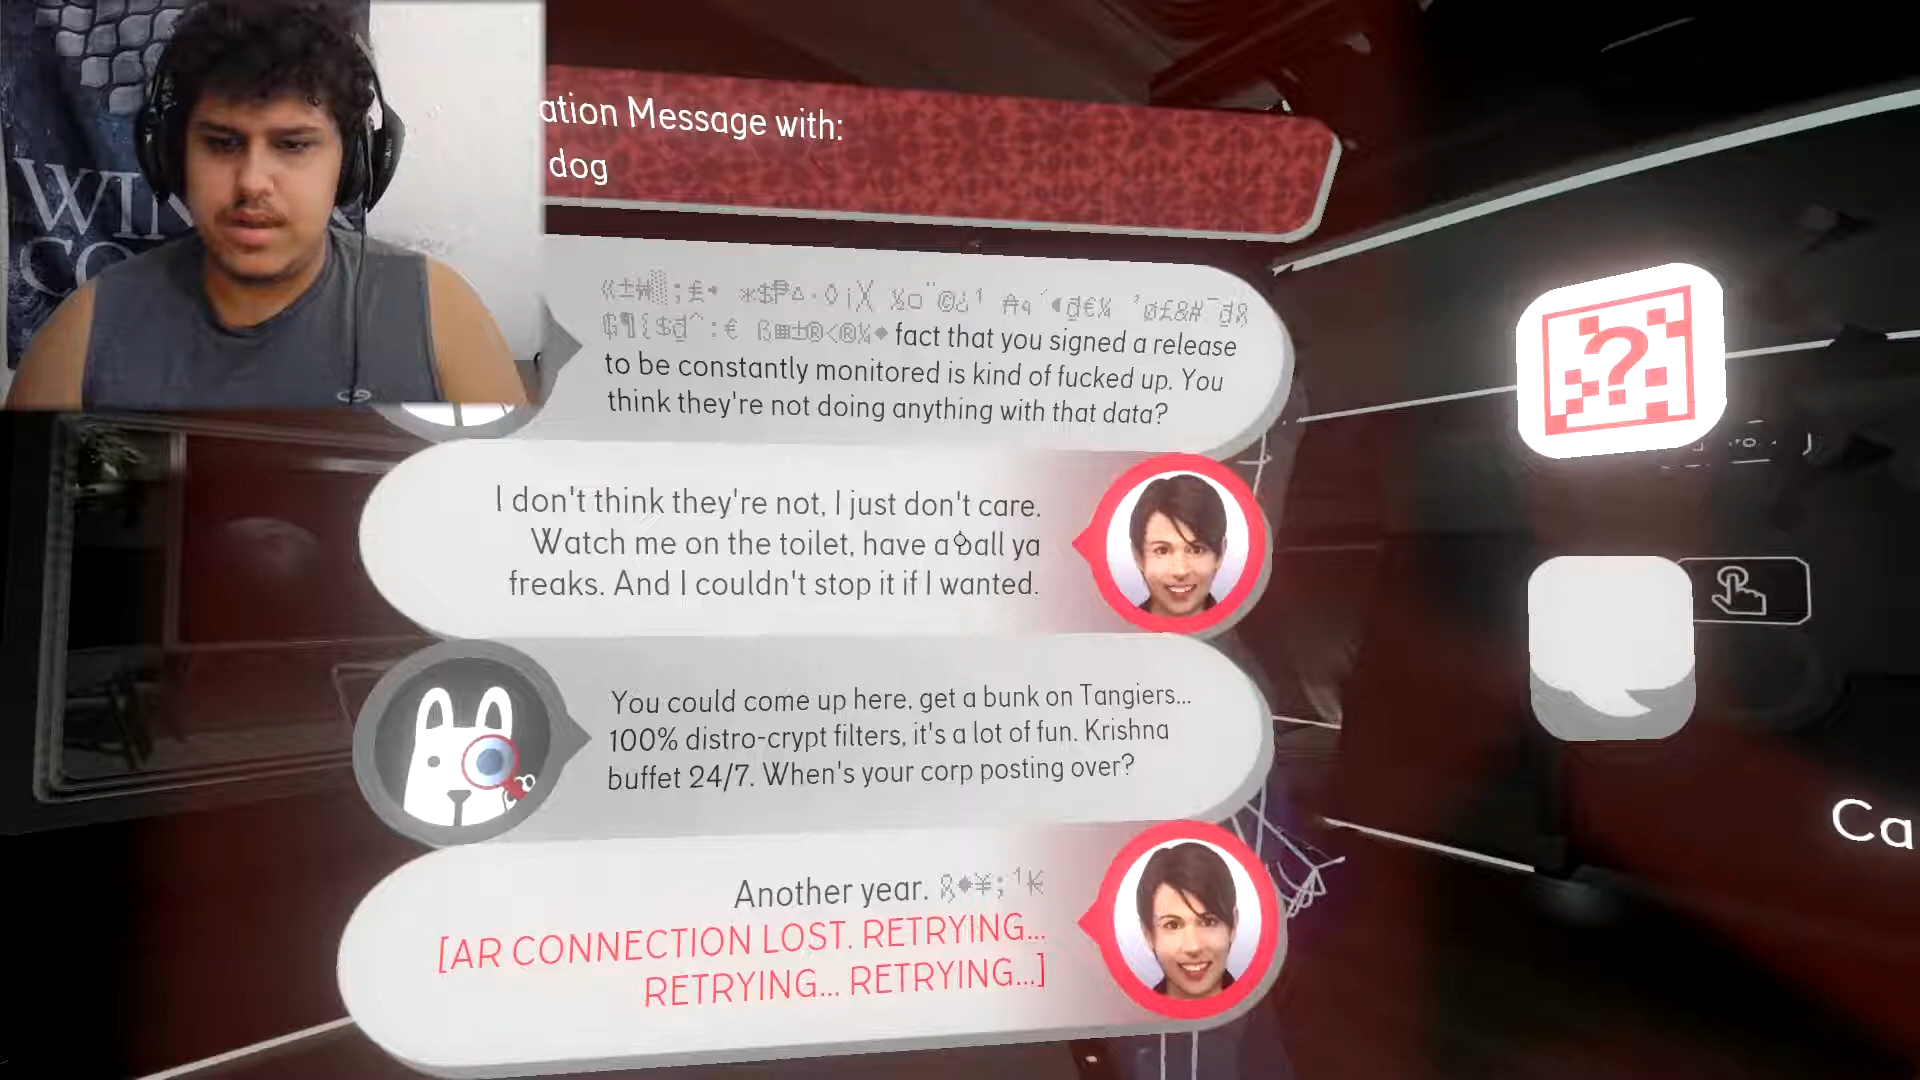 WIN
CO
ation Message with:
dog
fact that you signed a release
to be constantly monitored is kind of fucked up. You
think they're not doing anything with that data?
I don't think they're not, I just don't care.
Watch me on the toilet, have a ball ya
freaks. And I couldn't stop it if I wanted.
You could come up here, get a bunk on Tangiers...
100% distro-crypt filters, it's a lot of fun. Krishna
buffet 24/7. When's your corp posting over?
Another year.
[AR CONNECTION LOST. RETRYING...
RETRYING... RETRYING...]
?
Ca